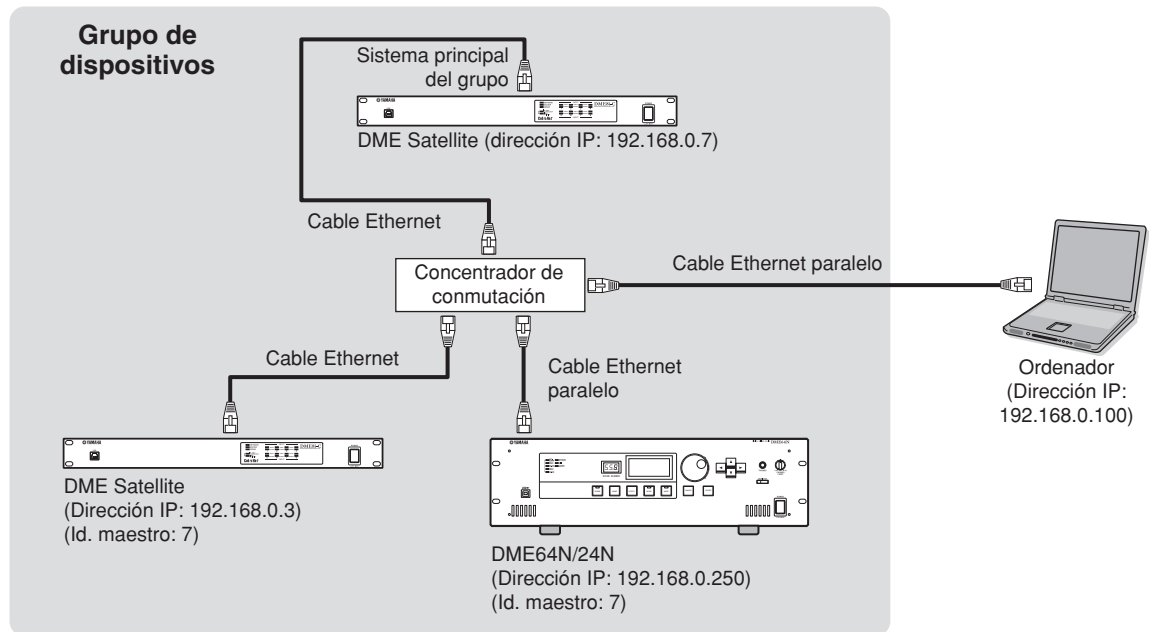 Grupo de
dispositivos
Sistema principal
del grupo
YAMAHA
DME Satellite (dirección IP: 192.168.0.7)
Cable Ethernet
Concentrador de
conmutación
Cable Ethernet paralelo
Ordenador
(Dirección IP:
192.168.0.100)
Cable Ethernet
Cable Ethernet
paralelo
YAMAHA
DME Satellite
(Dirección IP: 192.168.0.3)
(Id. maestro: 7)
YAMAHA
DME64N/24N
(Dirección IP: 192.168.0.250)
(Id. maestro: 7)